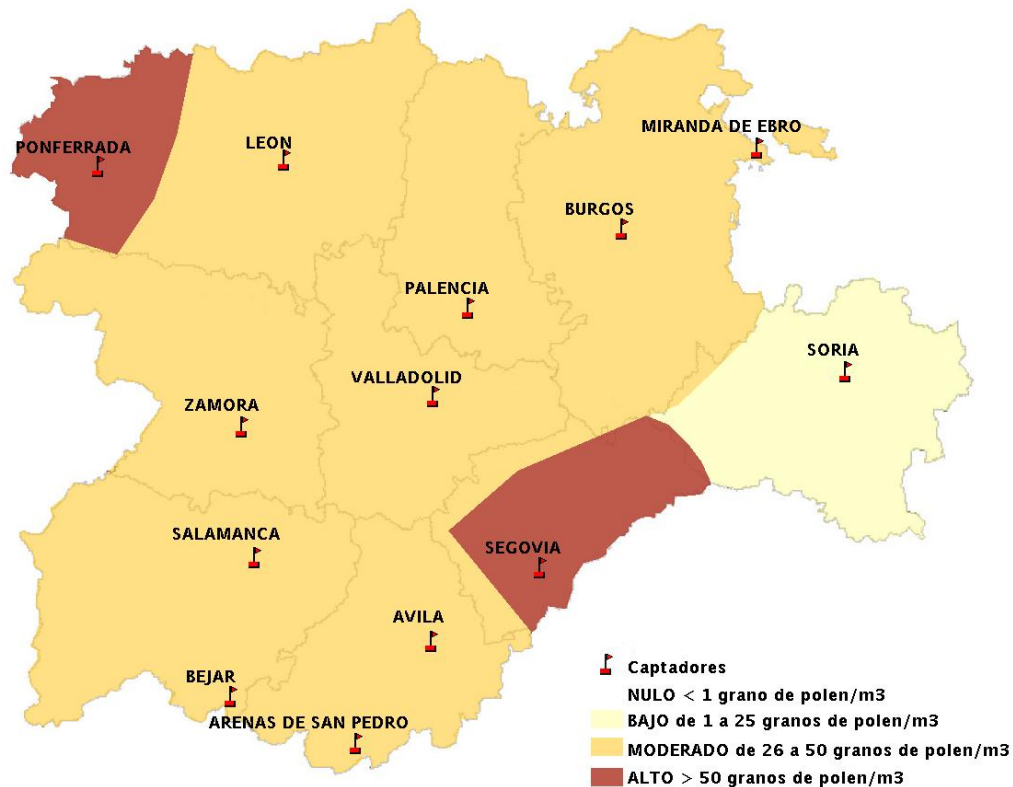 MIRANDA DE EBRO
PONFERRADA
LEON
BURGOS
PALENCIA
SORIA
VALLADOLID
ZAMORA
SALAMANCA
SEGOVIA
AVILA
BEJAR
ARENAS DE SAN PEDRO
Captadores
NULO < 1 grano de polen/m3
BAJO de 1 a 25 granos de polen/m3
MODERADO de 26 a 50 granos de polen/m3
ALTO > 50 granos de polen/m3